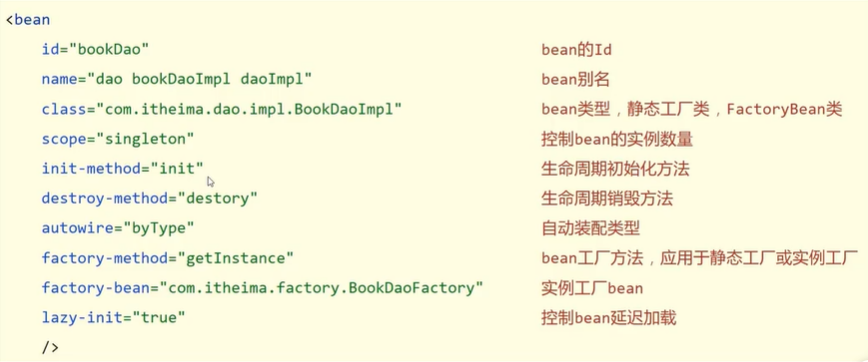 <bean
id="bookDao" bean的Id
name="dao bookDaoImpl daoImpl" bean别名
class="com.itheima.dao.impl.BookDaoImpl" bean类型，静态工厂类，FactoryBean类
scope="singleton" 控制bean的实例数量
init-method="init" 生命周期初始化方法
destroy-method="destory" 生命周期销毁方法
autowire="byType" 自动装配类型
factory-method="getInstance" bean工厂方法，应用于静态工厂或实例工厂
factory-bean="com.itheima.factory.BookDaoFactory" 实例工厂bean
lazy-init="true" 控制bean延迟加载
/>